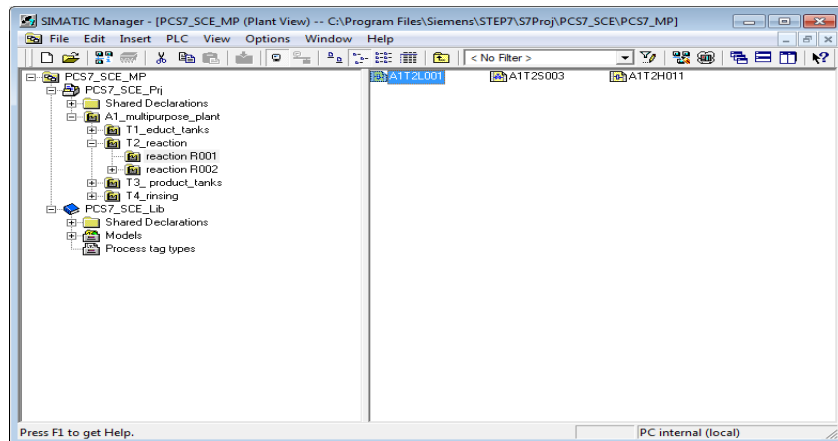 SIMATIC Manager - [PCS7_SCE_MP (Plant View) -- C:\Program Files\Siemens\STEP7\S7Proj\PCS7_SCE\PCS7_MP]
File Edit Insert PLC View Options Window Help
< No Filter >
PCS7_SCE_MP
PCS7_SCE_Prj
Shared Declarations
A1_multipurpose_plant
T1_educt_tanks
T2_reaction
reaction R001
reaction R002
T3_ product_tanks
T4_rinsing
PCS7_SCE_Lib
Shared Declarations
Models
Process tag types
A1T2L001 A1T2S003 A1T2H011
Press F1 to get Help. PC internal (local)